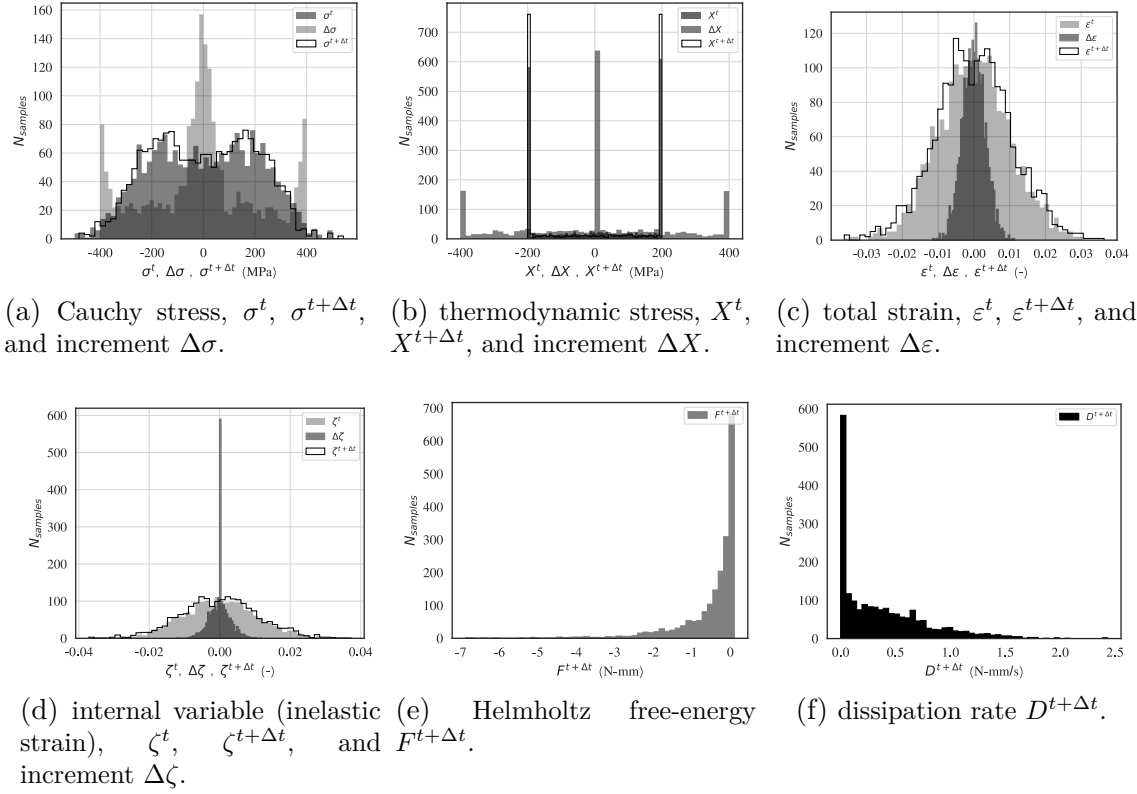 160
140
120
100
80
60
40
20
0
N_samples
σ^t
Δσ
σ^{t+Δt}
-400 -200 0 200 400
σ^t, Δσ , σ^{t+Δt} (MPa)
700
600
500
400
300
200
100
0
N_samples
X^t
ΔX
X^{t+Δt}
-400 -200 0 200 400
X^t, ΔX , X^{t+Δt} (MPa)
120
100
80
60
40
20
0
N_samples
ε^t
Δε
ε^{t+Δt}
-0.03 -0.02 -0.01 0.00 0.01 0.02 0.03 0.04
ε^t, Δε , ε^{t+Δt} (-)
(a) Cauchy stress, σ^t, σ^{t+Δt},
and increment Δσ.
(b) thermodynamic stress, X^t,
X^{t+Δt}, and increment ΔX.
(c) total strain, ε^t, ε^{t+Δt}, and
increment Δε.
600
500
400
300
200
100
0
N_samples
ζ^t
Δζ
ζ^{t+Δt}
-0.04 -0.02 0.00 0.02 0.04
ζ^t, Δζ , ζ^{t+Δt} (-)
700
600
500
400
300
200
100
0
N_samples
F^{t+Δt}
-7 -6 -5 -4 -3 -2 -1 0
F^{t+Δt} (N-mm)
600
500
400
300
200
100
0
N_samples
D^{t+Δt}
0.0 0.5 1.0 1.5 2.0 2.5
D^{t+Δt} (N-mm/s)
(d) internal variable (inelastic
strain), ζ^t, ζ^{t+Δt}, and
increment Δζ.
(e) Helmholtz free-energy
F^{t+Δt}.
(f) dissipation rate D^{t+Δt}.